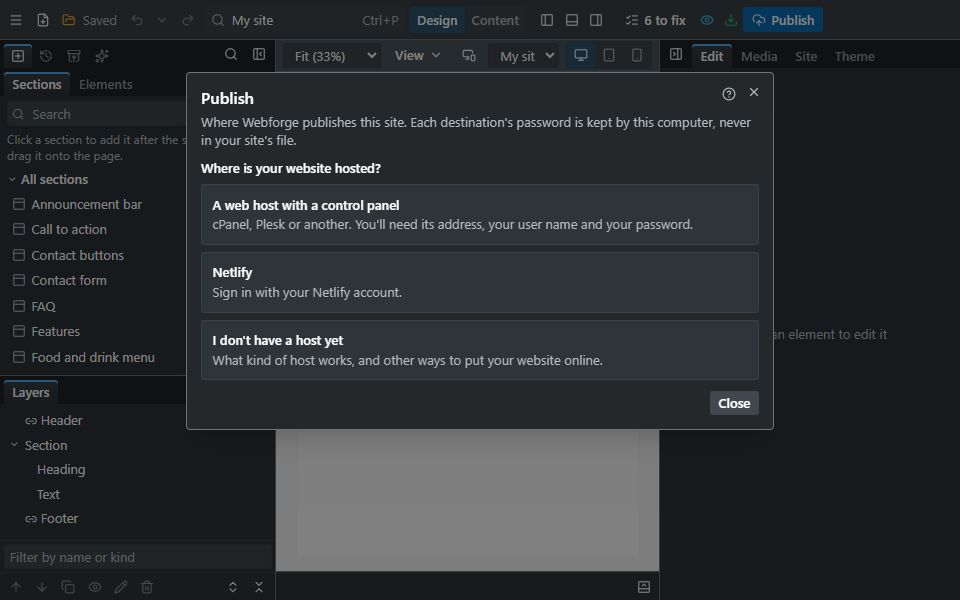 Saved
My site
Ctrl+P
Design
Content
6 to fix
Publish
Fit (33%)
View
My sit
Edit
Media
Site
Theme
Sections
Elements
Search
Click a section to add it after the s
drag it onto the page.
All sections
Announcement bar
Call to action
Contact buttons
Contact form
FAQ
Features
Food and drink menu
Layers
Header
Section
Heading
Text
Footer
Filter by name or kind
Publish
Where Webforge publishes this site. Each destination's password is kept by this computer, never
in your site's file.
Where is your website hosted?
A web host with a control panel
cPanel, Plesk or another. You'll need its address, your user name and your password.
Netlify
Sign in with your Netlify account.
I don't have a host yet
What kind of host works, and other ways to put your website online.
Close
an element to edit it